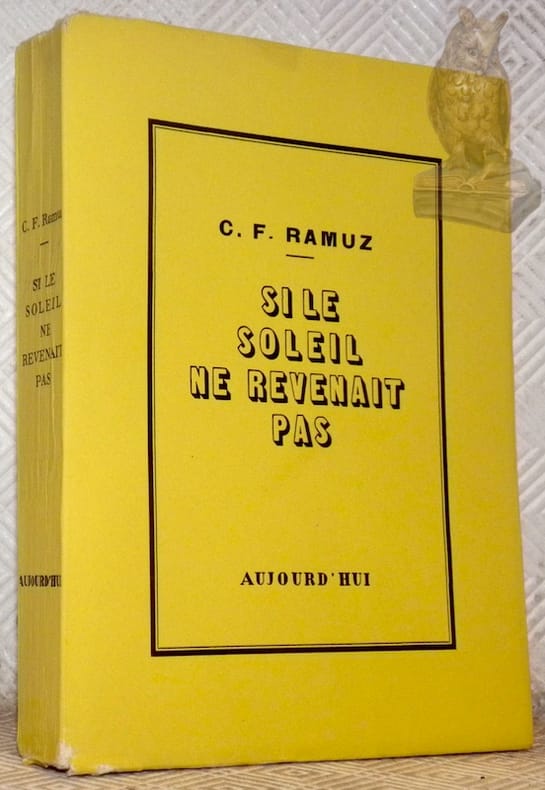 C. F. Ramuz
SI LE
SOLEIL
NE
REVENAIT
PAS
AUJOURD'HUI
C. F. RAMUZ
SI LE
SOLEIL
NE REVENAIT
PAS
AUJOURD'HUI